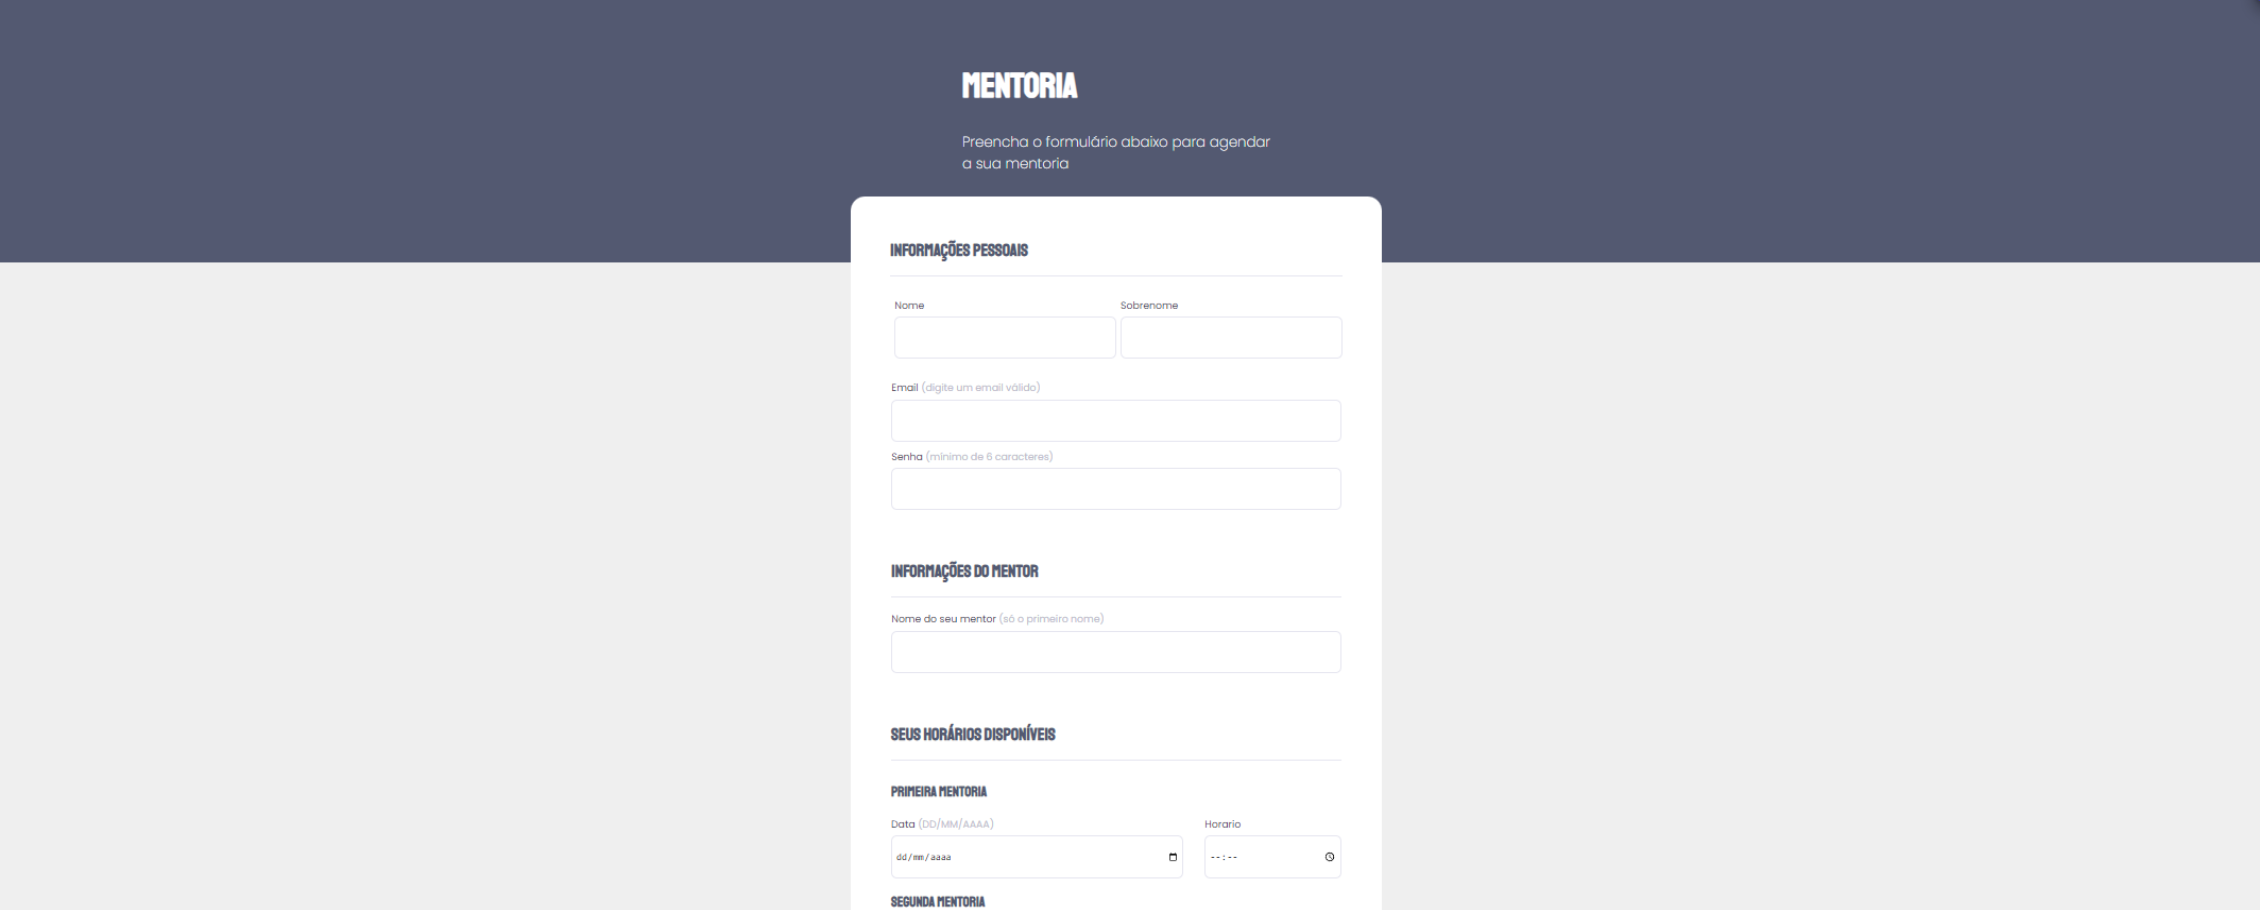 MENTORIA
Preencha o formulário abaixo para agendar
a sua mentoria
INFORMAÇÕES PESSOAIS
Nome Sobrenome
Email (digite um email válido)
Senha (mínimo de 6 caracteres)
INFORMAÇÕES DO MENTOR
Nome do seu mentor (só o primeiro nome)
SEUS HORÁRIOS DISPONÍVEIS
PRIMEIRA MENTORIA
Data (DD/MM/AAAA) Horario
dd/mm/aaaa --:--
SEGUNDA MENTORIA